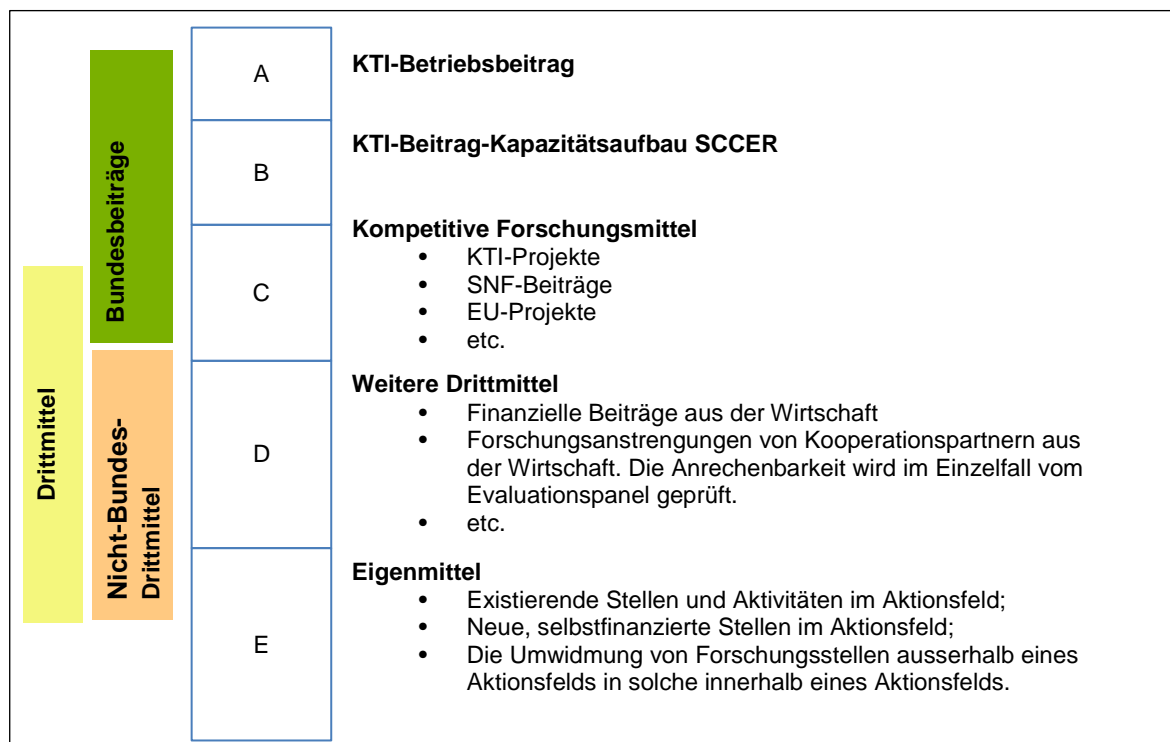 A
KTI-Betriebsbeitrag
B
KTI-Beitrag-Kapazitätsaufbau SCCER
Bundesbeiträge
C
Kompetitive Forschungsmittel
• KTI-Projekte
• SNF-Beiträge
• EU-Projekte
• etc.
Drittmittel
Nicht-Bundes-
Drittmittel
D
Weitere Drittmittel
• Finanzielle Beiträge aus der Wirtschaft
• Forschungsanstrengungen von Kooperationspartnern aus
der Wirtschaft. Die Anrechenbarkeit wird im Einzelfall vom
Evaluationspanel geprüft.
• etc.
E
Eigenmittel
• Existierende Stellen und Aktivitäten im Aktionsfeld;
• Neue, selbstfinanzierte Stellen im Aktionsfeld;
• Die Umwidmung von Forschungsstellen ausserhalb eines
Aktionsfelds in solche innerhalb eines Aktionsfelds.